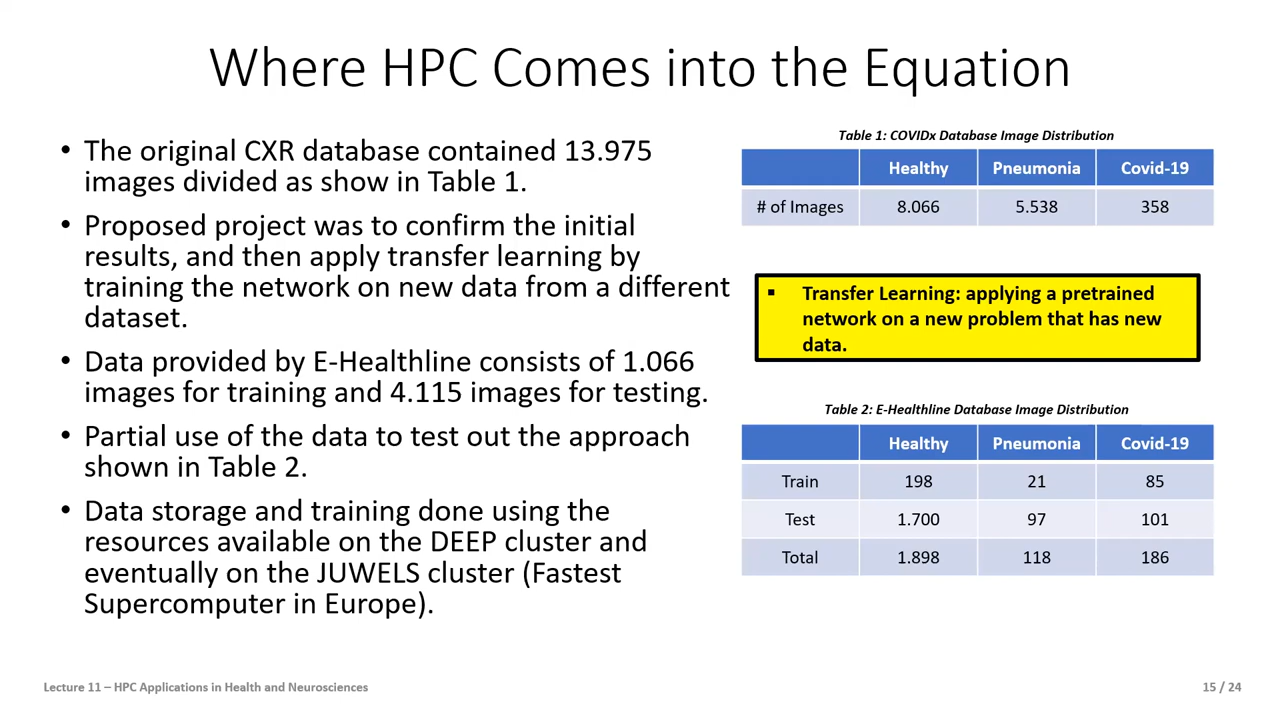 Where HPC Comes into the Equation
• The original CXR database contained 13.975
images divided as show in Table 1.
• Proposed project was to confirm the initial
results, and then apply transfer learning by
training the network on new data from a different
dataset.
• Data provided by E-Healthline consists of 1.066
images for training and 4.115 images for testing.
• Partial use of the data to test out the approach
shown in Table 2.
• Data storage and training done using the
resources available on the DEEP cluster and
eventually on the JUWELS cluster (Fastest
Supercomputer in Europe).
Table 1: COVIDx Database Image Distribution
Healthy Pneumonia Covid-19
# of Images 8.066 5.538 358
▪ Transfer Learning: applying a pretrained
network on a new problem that has new
data.
Table 2: E-Healthline Database Image Distribution
Healthy Pneumonia Covid-19
Train 198 21 85
Test 1.700 97 101
Total 1.898 118 186
Lecture 11 – HPC Applications in Health and Neurosciences
15 / 24